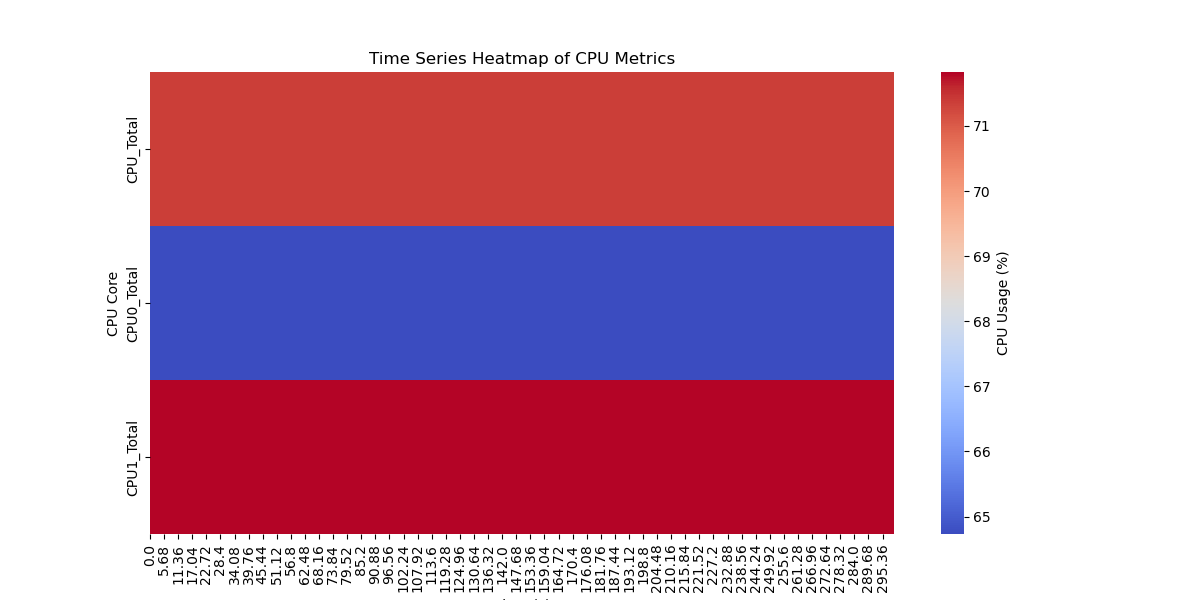 Time Series Heatmap of CPU Metrics
CPU Core
CPU_Total
CPU0_Total
CPU1_Total
0.0 5.68 11.36 17.04 22.72 28.4 34.08 39.76 45.44 51.12 56.8 62.48 68.16 73.84 79.52 85.2 90.88 96.56 102.24 107.92 113.6 119.28 124.96 130.64 136.32 142.0 147.68 153.36 159.04 164.72 170.4 176.08 181.76 187.44 193.12 198.8 204.48 210.16 215.84 221.52 227.2 232.88 238.56 244.24 249.92 255.6 261.28 266.96 272.64 278.32 284.0 289.68 295.36
71
70
69
68
67
66
65
CPU Usage (%)